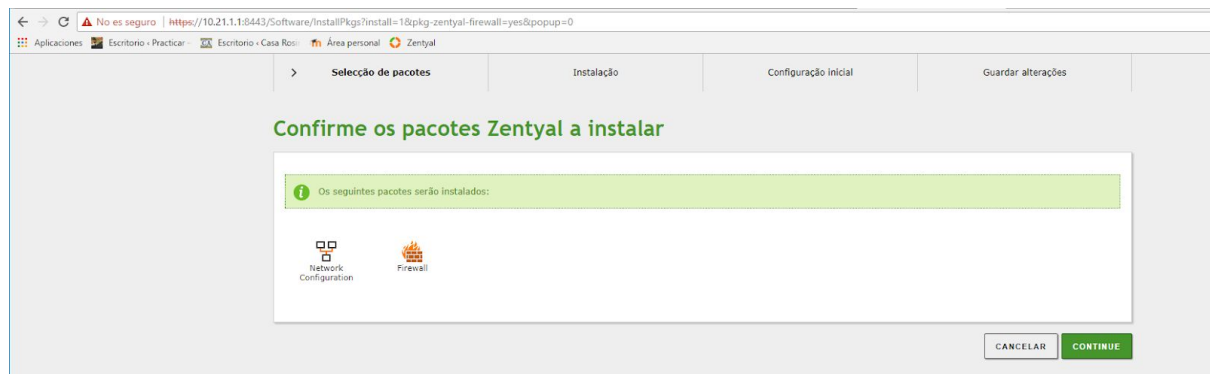 No es seguro | https://10.21.1.1:8443/Software/InstallPkgs?install=1&pkg-zentyal-firewall=yes&popup=0
Aplicaciones Escritorio ‹ Practicar - Escritorio ‹ Casa Rosi Área personal Zentyal
> Selecção de pacotes Instalação Configuração inicial Guardar alterações
Confirme os pacotes Zentyal a instalar
Os seguintes pacotes serão instalados:
Network Firewall
Configuration
CANCELAR CONTINUE